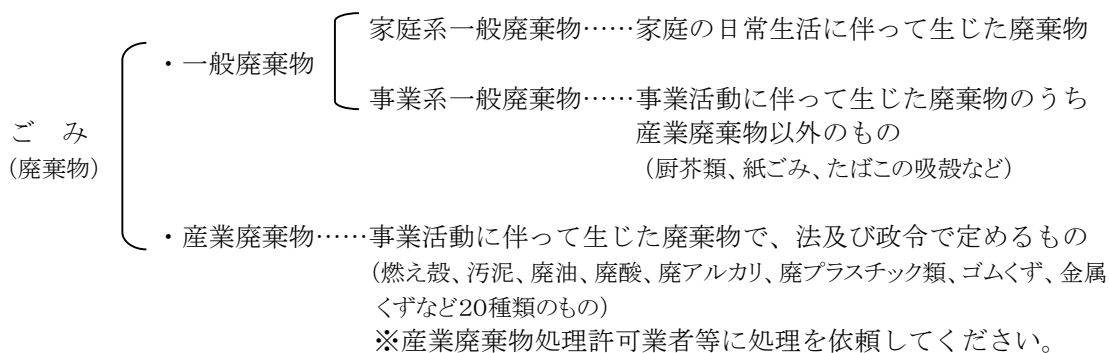 家庭系一般廃棄物……家庭の日常生活に伴って生じた廃棄物
・一般廃棄物
事業系一般廃棄物……事業活動に伴って生じた廃棄物のうち
産業廃棄物以外のもの
(厨芥類、紙ごみ、たばこの吸殻など)
ご み
(廃棄物)
・産業廃棄物……事業活動に伴って生じた廃棄物で、法及び政令で定めるもの
(燃え殻、汚泥、廃油、廃酸、廃アルカリ、廃プラスチック類、ゴムくず、金属
くずなど20種類のもの)
※産業廃棄物処理許可業者等に処理を依頼してください。